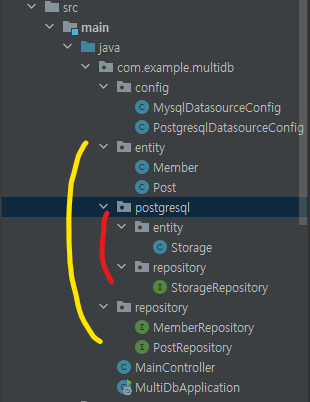 src
main
java
com.example.multidb
config
MysqlDatasourceConfig
PostgresqlDatasourceConfig
entity
Member
Post
postgresql
entity
Storage
repository
StorageRepository
repository
MemberRepository
PostRepository
MainController
MultiDbApplication